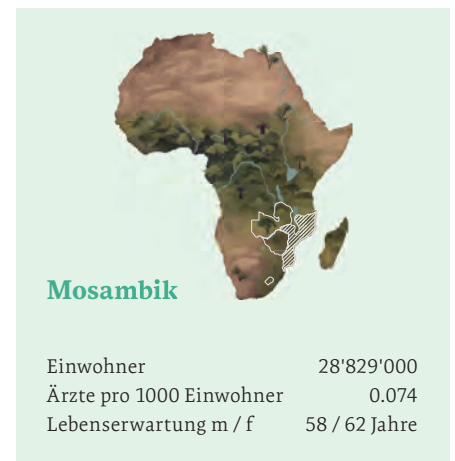 Mosambik
Einwohner 28'829'000
Ärzte pro 1000 Einwohner 0.074
Lebenserwartung m / f 58 / 62 Jahre